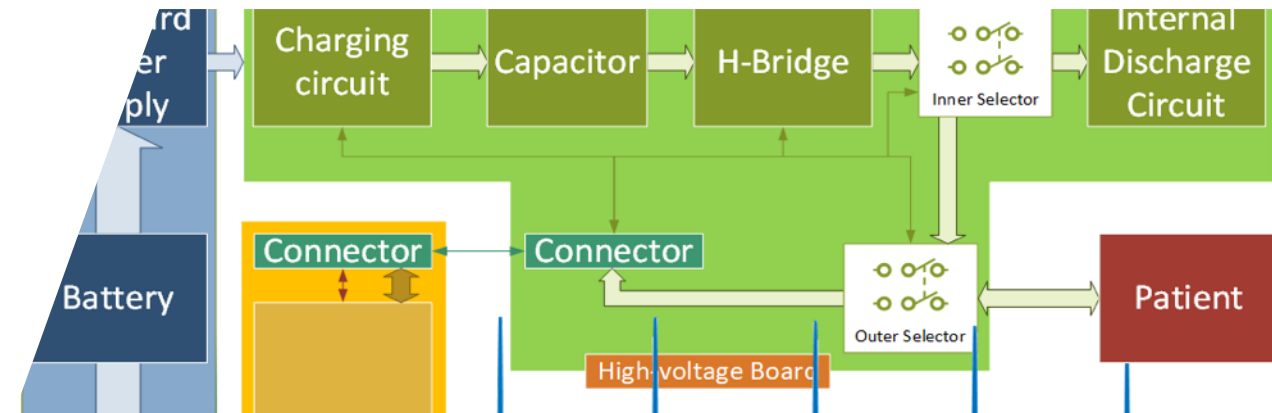 Charging
circuit
Capacitor
H-Bridge
Inner Selector
Internal
Discharge
Circuit
Connector
Connector
Battery
Outer Selector
Patient
High-voltage Board